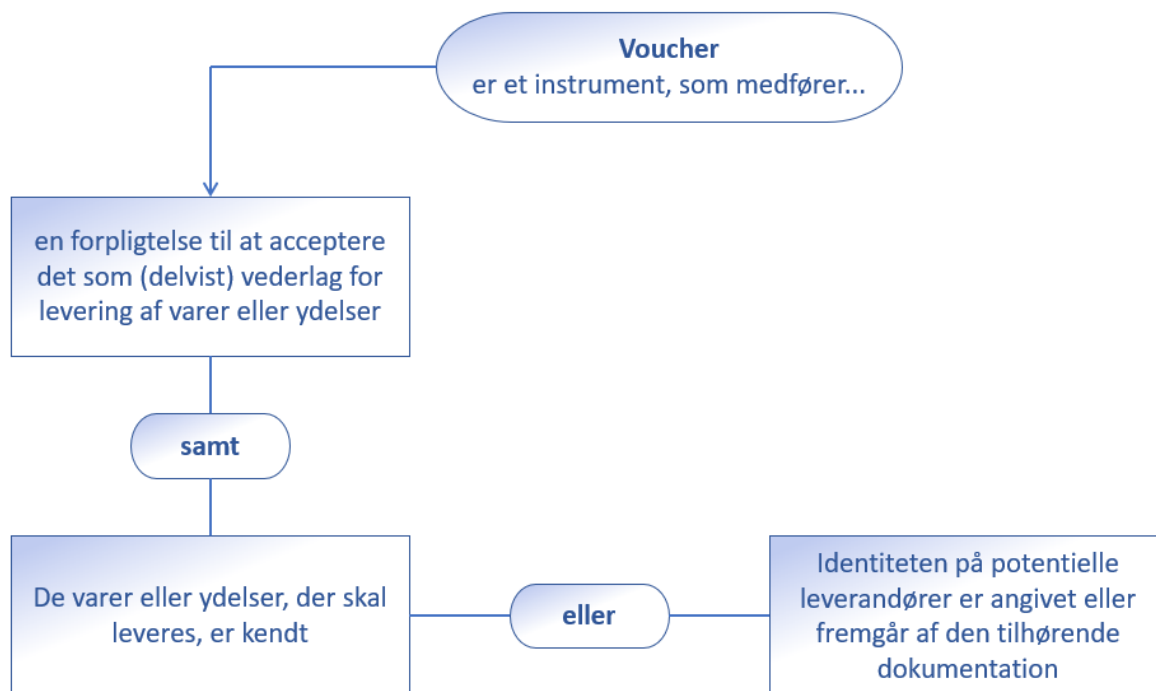 Voucher
er et instrument, som medfører...
en forpligtelse til at acceptere
det som (delvist) vederlag for
levering af varer eller ydelser
samt
De varer eller ydelser, der skal
leveres, er kendt
eller
Identiteten på potentielle
leverandører er angivet eller
fremgår af den tilhørende
dokumentation